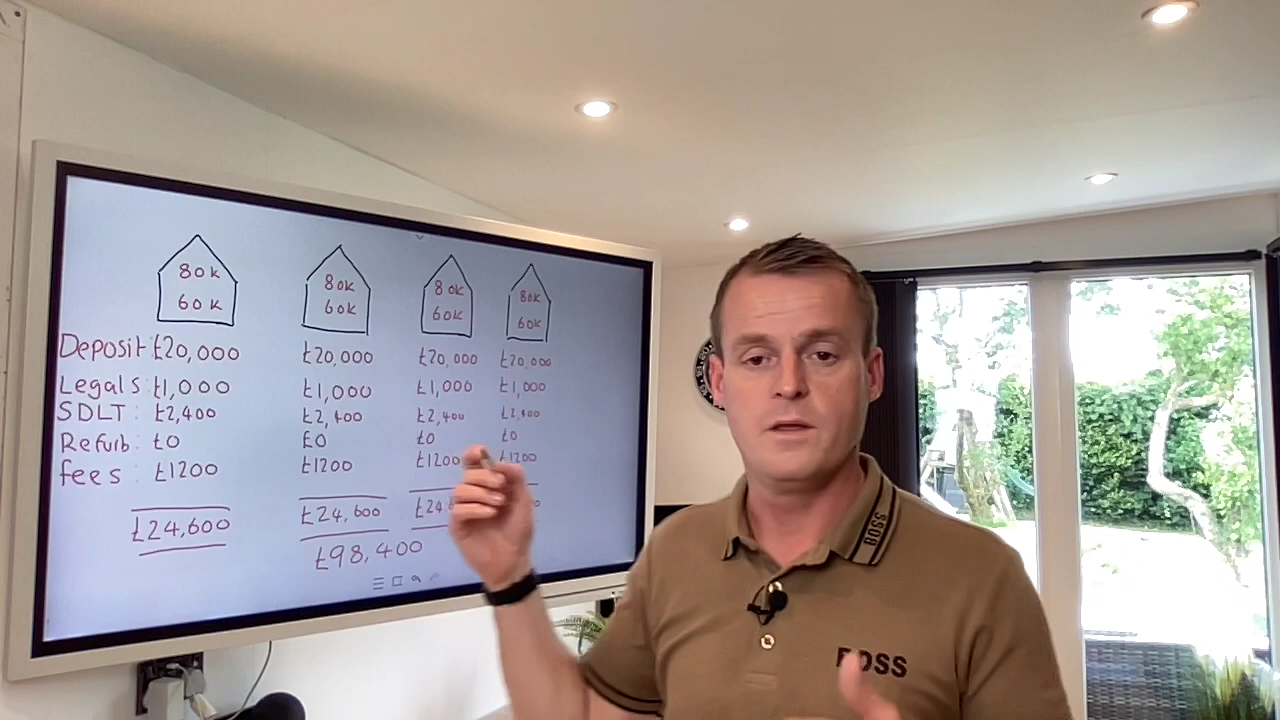 80k 80k 80k 80k
60k 60k 60k 60k
Deposit: £20,000 £20,000 £20,000 £20,000
Legals: £1,000 £1,000 £1,000 £1,000
SDLT: £2,400 £2,400 £2,400 £2,400
Refurb: £0 £0 £0 £0
fees: £1200 £1200 £1200 £1200
£24,600 £24,600 £24
£98,400
BOSS
BOSS